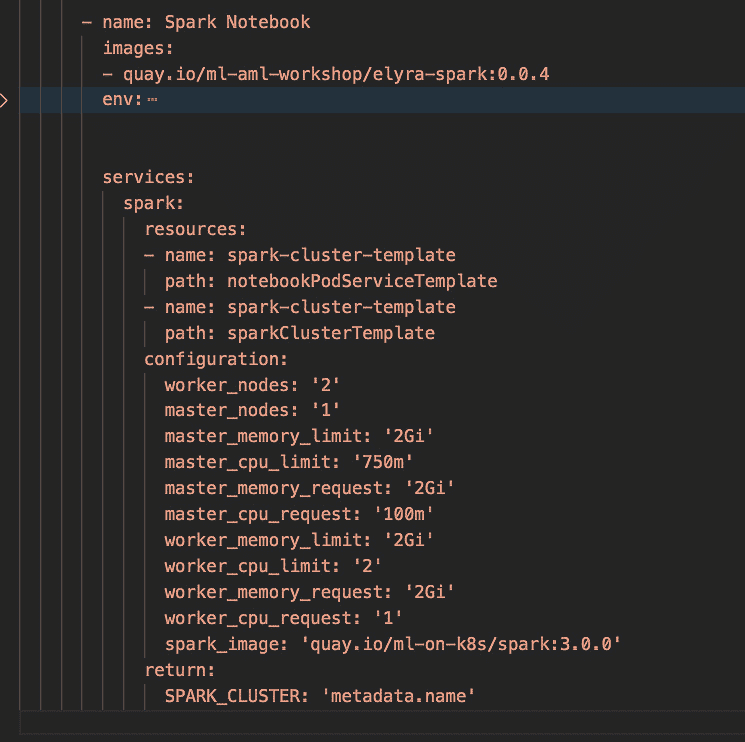 - name: Spark Notebook
images:
- quay.io/ml-aml-workshop/elyra-spark:0.0.4
env:…
services:
spark:
resources:
- name: spark-cluster-template
path: notebookPodServiceTemplate
- name: spark-cluster-template
path: sparkClusterTemplate
configuration:
worker_nodes: '2'
master_nodes: '1'
master_memory_limit: '2Gi'
master_cpu_limit: '750m'
master_memory_request: '2Gi'
master_cpu_request: '100m'
worker_memory_limit: '2Gi'
worker_cpu_limit: '2'
worker_memory_request: '2Gi'
worker_cpu_request: '1'
spark_image: 'quay.io/ml-on-k8s/spark:3.0.0'
return:
SPARK_CLUSTER: 'metadata.name'